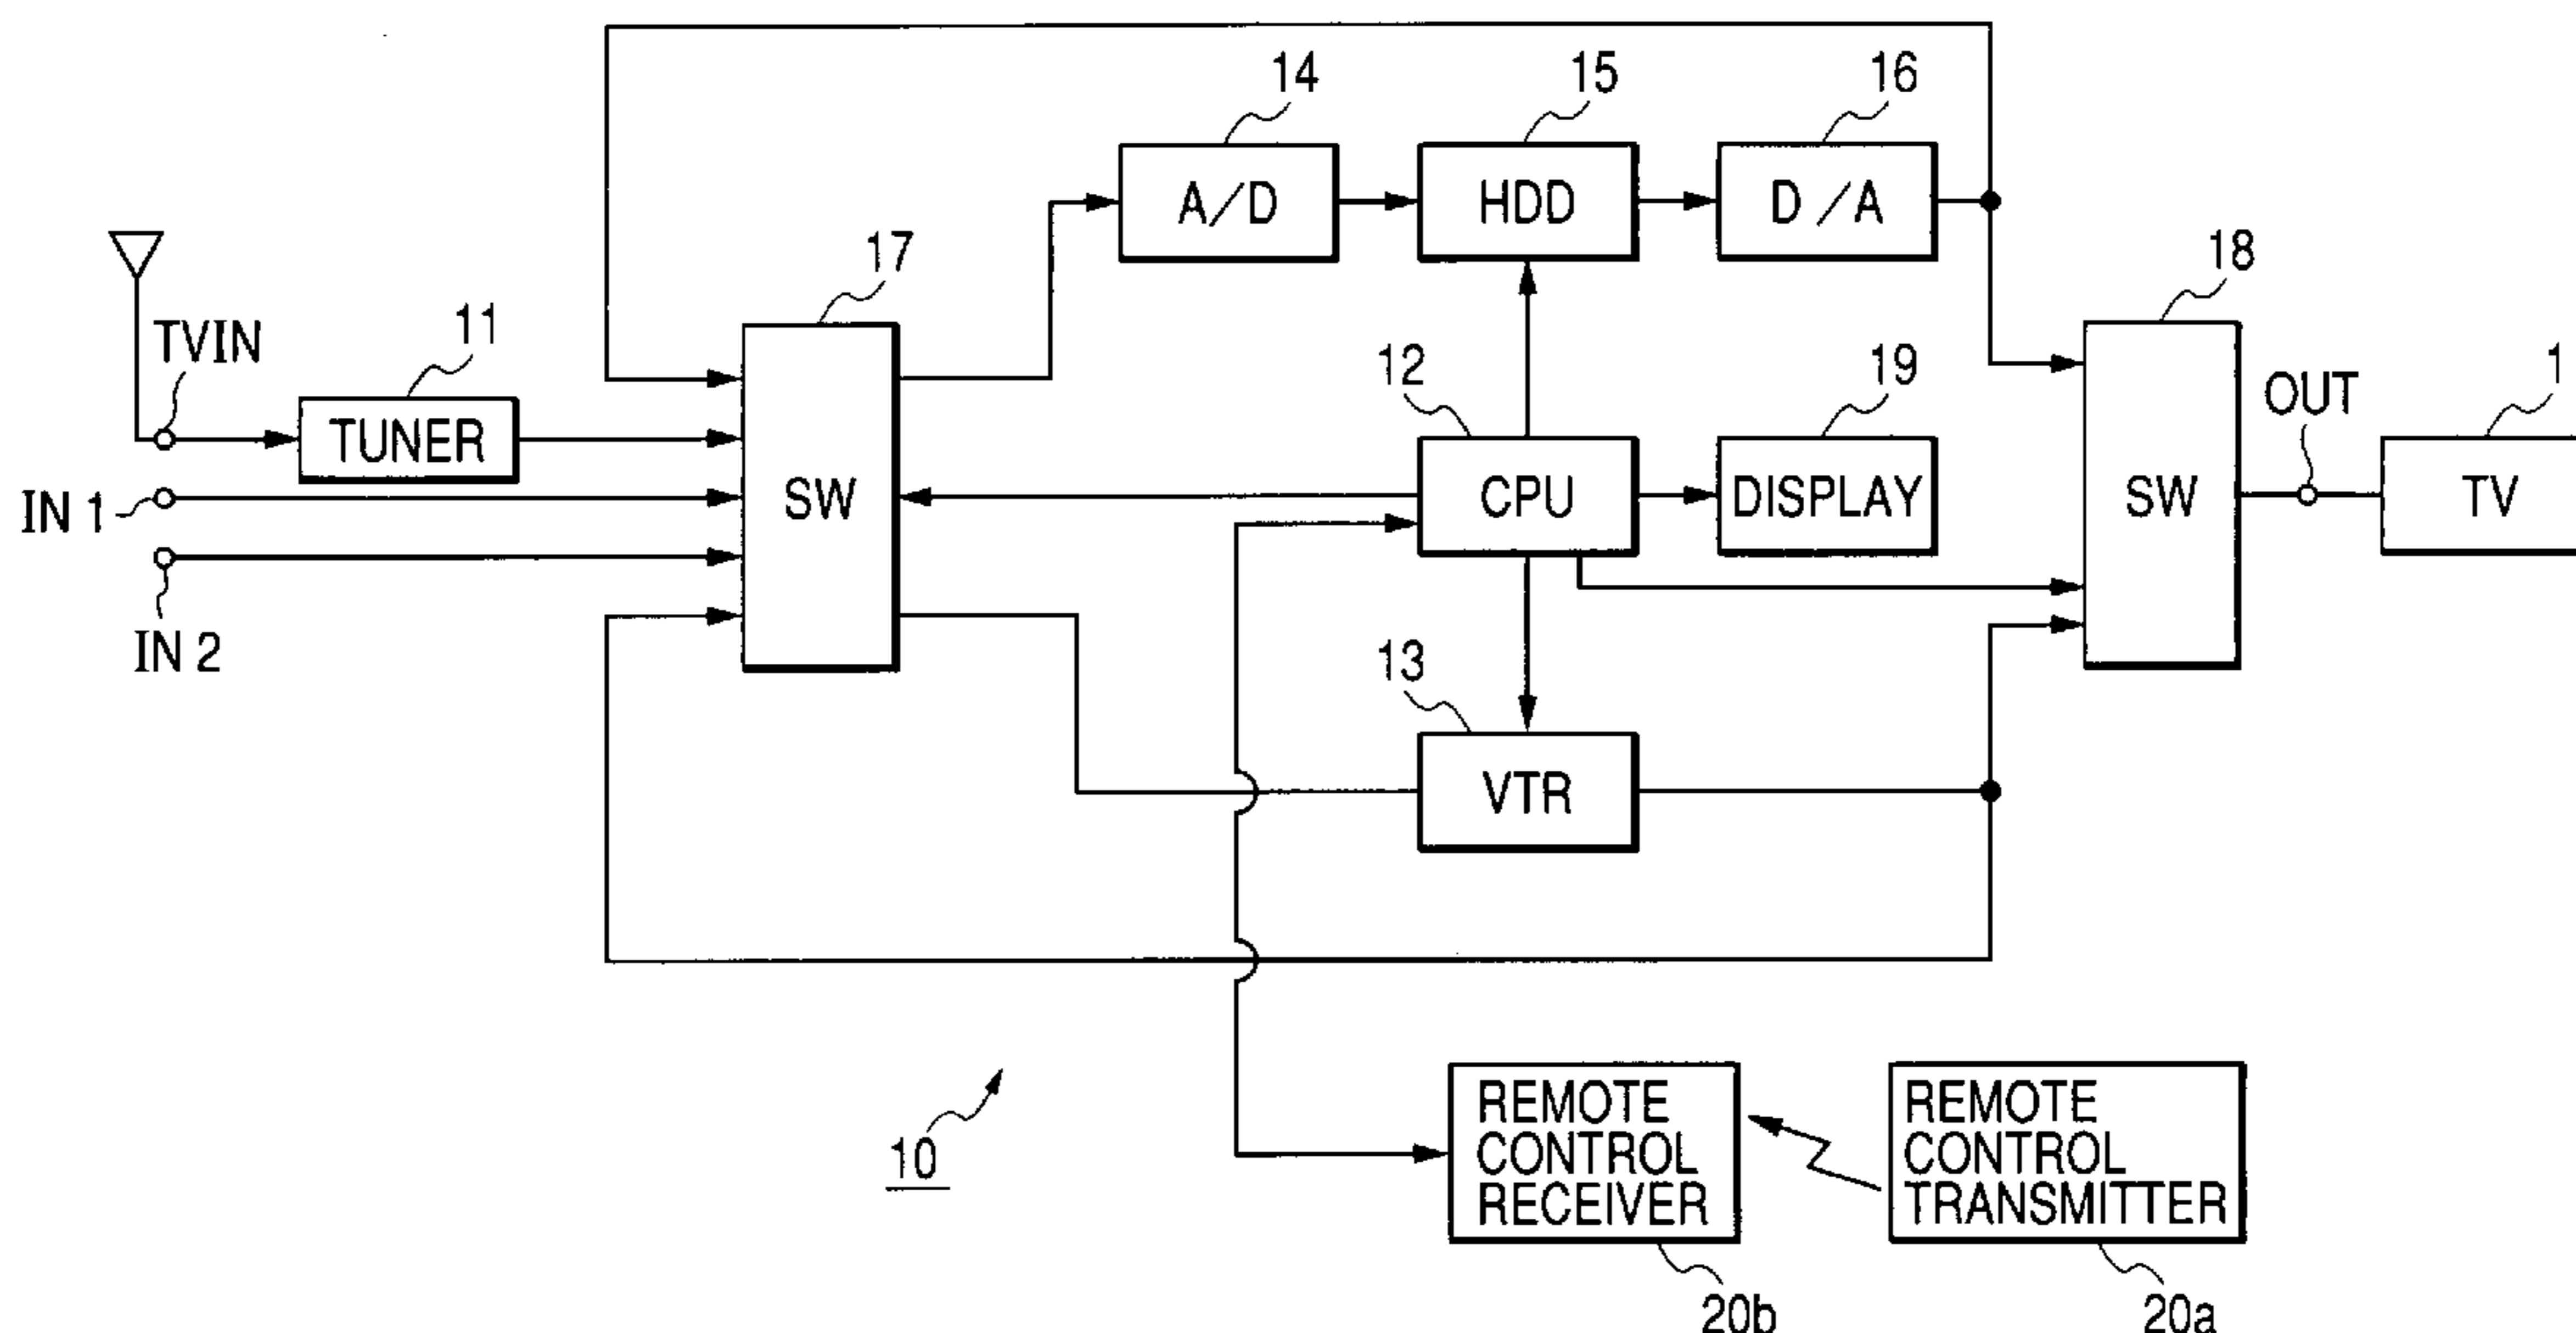 14
15
16
A/D
HDD
D/A
17
18
11
TVIN
TUNER
IN 1
IN 2
SW
12
CPU
19
DISPLAY
SW
OUT
1
TV
13
VTR
10
REMOTE
CONTROL
RECEIVER
REMOTE
CONTROL
TRANSMITTER
20b
20a